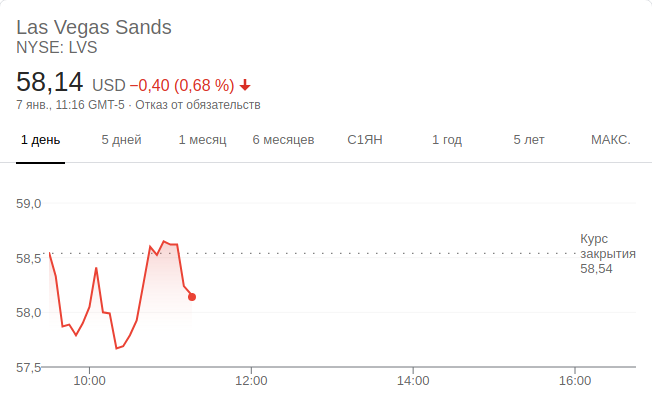 Las Vegas Sands
NYSE: LVS
58,14 USD −0,40 (0,68 %)
7 янв., 11:16 GMT-5 · Отказ от обязательств
1 день 5 дней 1 месяц 6 месяцев С1ЯН 1 год 5 лет МАКС.
59,0
58,5
58,0
57,5
Курс
закрытия
58,54
10:00 12:00 14:00 16:00